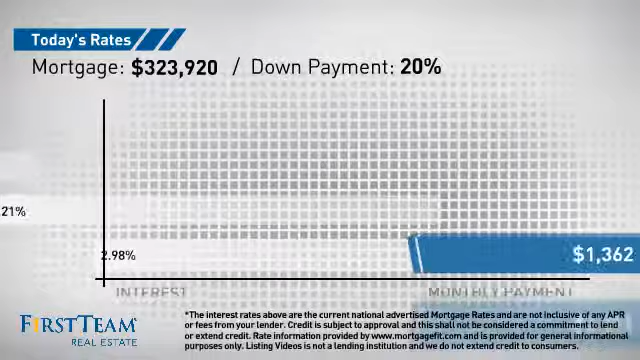 Today's Rates
Mortgage: $323,920 / Down Payment: 20%
.21%
2.98%
$1,362
INTEREST
MONTHLY PAYMENT
FIRSTTEAM®
REAL ESTATE
*The interest rates above are the current national advertised Mortgage Rates and are not inclusive of any APR
or fees from your lender. Credit is subject to approval and this shall not be considered a commitment to lend
or extend credit. Rate information provided by www.mortgagefit.com and is provided for general informational
purposes only. Listing Videos is not a lending institution and we do not extend credit to consumers.